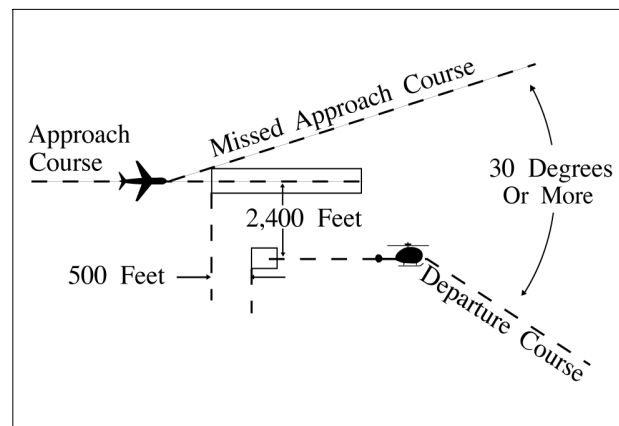 Missed Approach Course
Approach
Course
30 Degrees
Or More
2,400 Feet
500 Feet
Departure Course